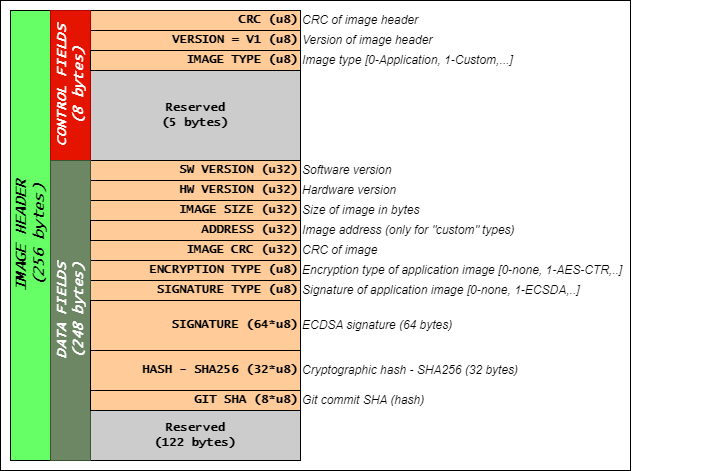 IMAGE HEADER
(256 bytes)
CONTROL FIELDS
(8 bytes)
CRC (u8) CRC of image header
VERSION = V1 (u8) Version of image header
IMAGE TYPE (u8) Image type [0-Application, 1-Custom,...]
Reserved
(5 bytes)
DATA FIELDS
(248 bytes)
SW VERSION (u32) Software version
HW VERSION (u32) Hardware version
IMAGE SIZE (u32) Size of image in bytes
ADDRESS (u32) Image address (only for "custom" types)
IMAGE CRC (u32) CRC of image
ENCRYPTION TYPE (u8) Encryption type of application image [0-none, 1-AES-CTR,..]
SIGNATURE TYPE (u8) Signature of application image [0-none, 1-ECSDA,..]
SIGNATURE (64*u8) ECDSA signature (64 bytes)
HASH - SHA256 (32*u8) Cryptographic hash - SHA256 (32 bytes)
GIT SHA (8*u8) Git commit SHA (hash)
Reserved
(122 bytes)